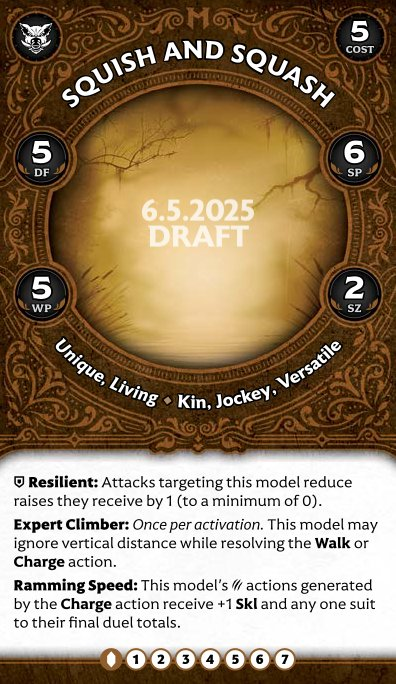 5
COST
SQUISH AND SQUASH
5
DF
6
SP
6.5.2025
DRAFT
5
WP
2
SZ
Unique, Living ◆ Kin, Jockey, Versatile
Resilient: Attacks targeting this model reduce
raises they receive by 1 (to a minimum of 0).
Expert Climber: Once per activation. This model may
ignore vertical distance while resolving the Walk or
Charge action.
Ramming Speed: This model's actions generated
by the Charge action receive +1 Skl and any one suit
to their final duel totals.
1 2 3 4 5 6 7